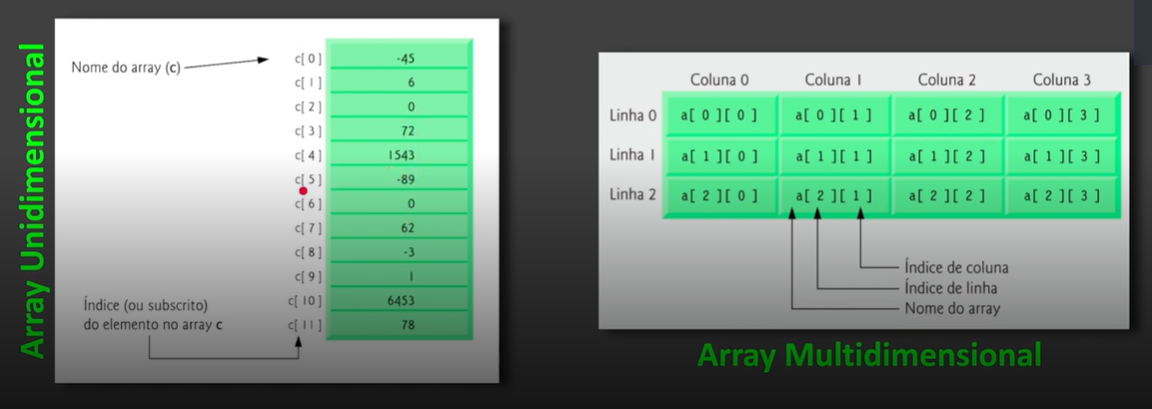 Array Unidimensional
Nome do array (c)
c[ 0 ] -45
c[ 1 ] 6
c[ 2 ] 0
c[ 3 ] 72
c[ 4 ] 1543
c[ 5 ] -89
c[ 6 ] 0
c[ 7 ] 62
c[ 8 ] -3
c[ 9 ] 1
c[ 10 ] 6453
c[ 11 ] 78
Índice (ou subscrito)
do elemento no array c
Coluna 0 Coluna 1 Coluna 2 Coluna 3
Linha 0 a[ 0 ][ 0 ] a[ 0 ][ 1 ] a[ 0 ][ 2 ] a[ 0 ][ 3 ]
Linha 1 a[ 1 ][ 0 ] a[ 1 ][ 1 ] a[ 1 ][ 2 ] a[ 1 ][ 3 ]
Linha 2 a[ 2 ][ 0 ] a[ 2 ][ 1 ] a[ 2 ][ 2 ] a[ 2 ][ 3 ]
Índice de coluna
Índice de linha
Nome do array
Array Multidimensional